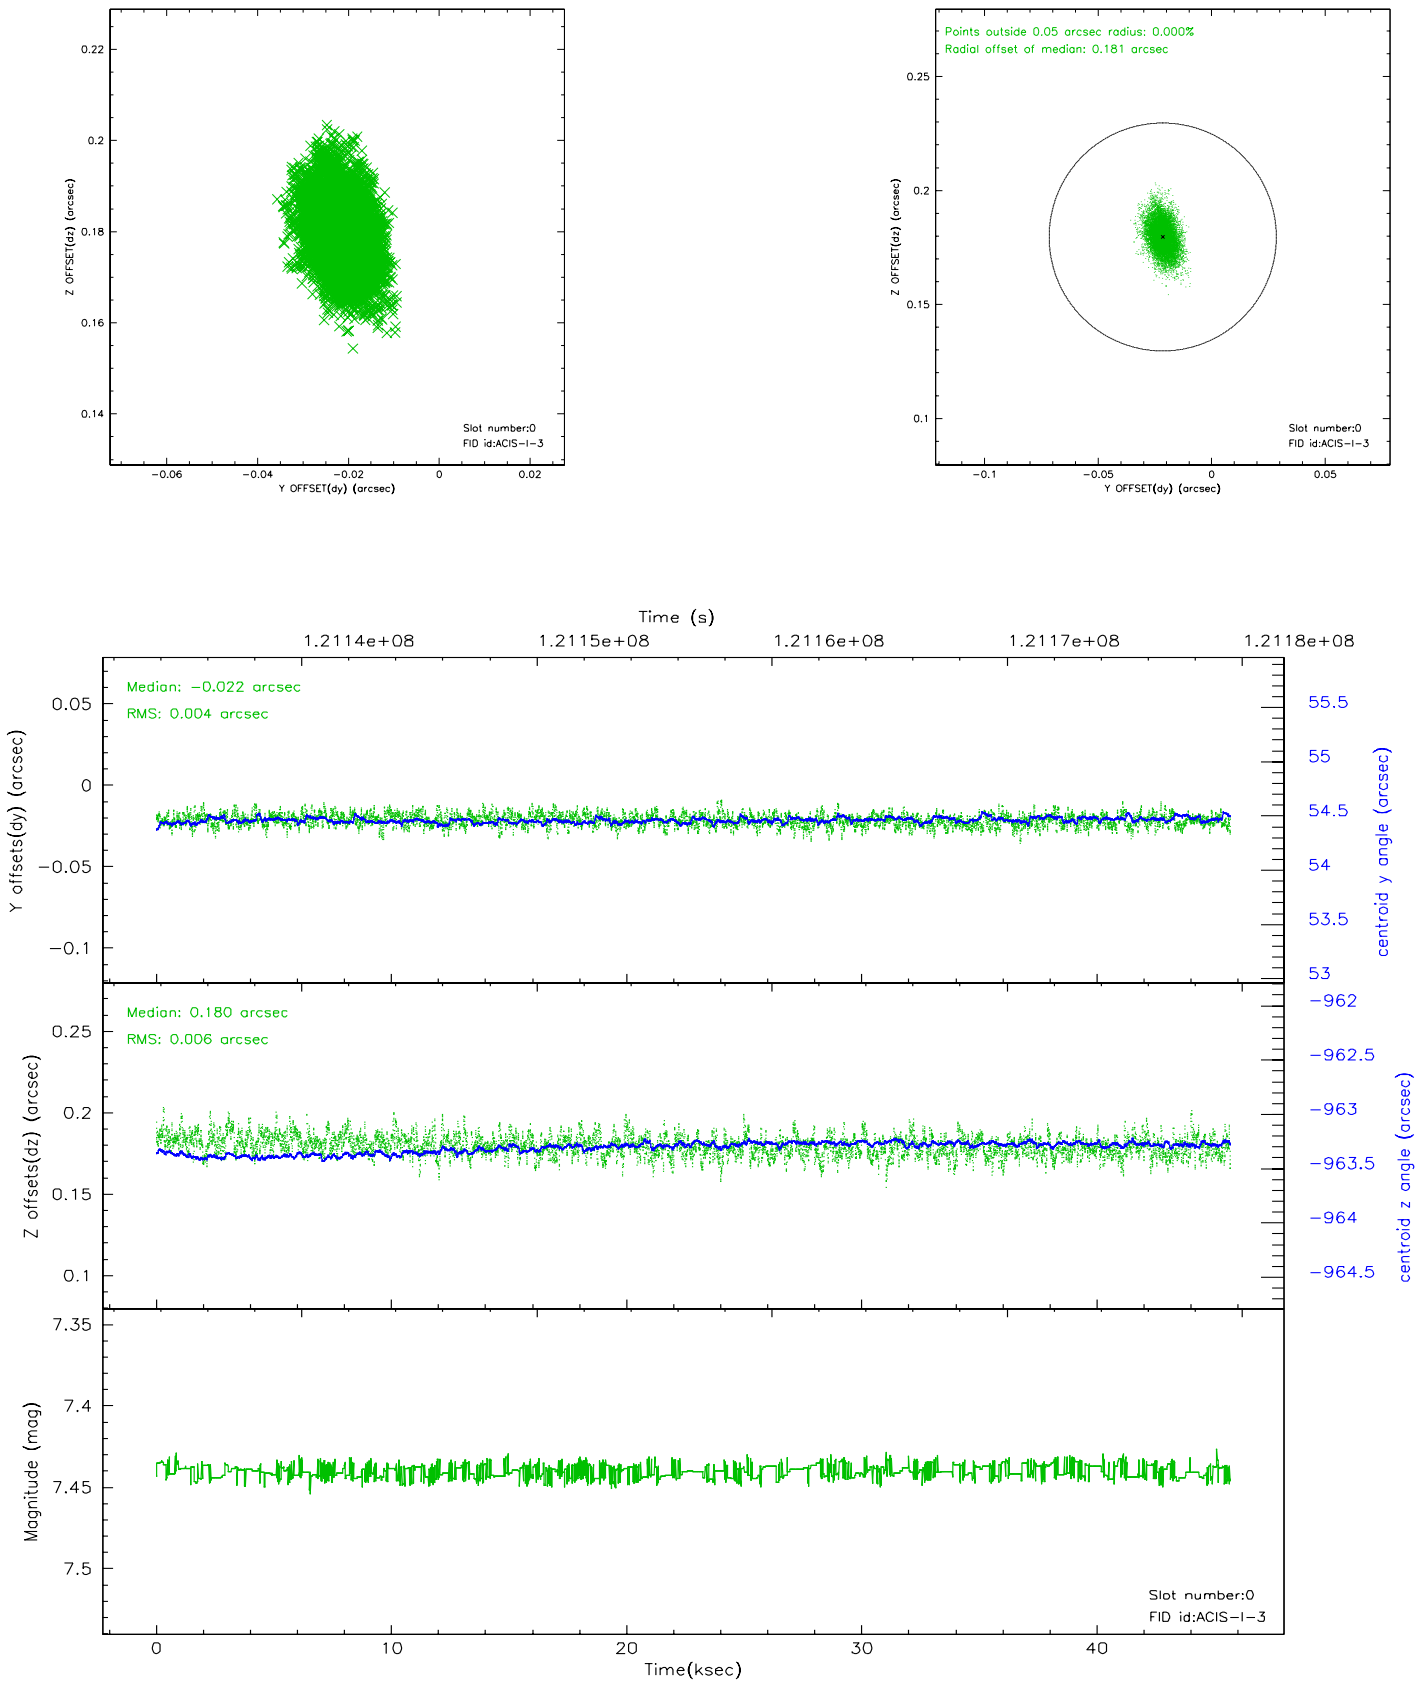 0.22
0.2
0.18
0.16
0.14
Z OFFSET(dz) (arcsec)
Slot number:0
FID id:ACIS-I-3
−0.06 −0.04 −0.02 0 0.02
Y OFFSET(dy) (arcsec)
Points outside 0.05 arcsec radius: 0.000%
Radial offset of median: 0.181 arcsec
0.25
0.2
0.15
0.1
Z OFFSET(dz) (arcsec)
Slot number:0
FID id:ACIS-I-3
−0.1 −0.05 0 0.05
Y OFFSET(dy) (arcsec)
Time (s)
1.2114e+08 1.2115e+08 1.2116e+08 1.2117e+08 1.2118e+08
Median: −0.022 arcsec
RMS: 0.004 arcsec
0.05
0
−0.05
−0.1
Y offsets(dy) (arcsec)
55.5
55
54.5
54
53.5
53
centroid y angle (arcsec)
Median: 0.180 arcsec
RMS: 0.006 arcsec
0.25
0.2
0.15
0.1
Z offsets(dz) (arcsec)
−962
−962.5
−963
−963.5
−964
−964.5
centroid z angle (arcsec)
7.35
7.4
7.45
7.5
Magnitude (mag)
Slot number:0
FID id:ACIS-I-3
0 10 20 30 40
Time(ksec)